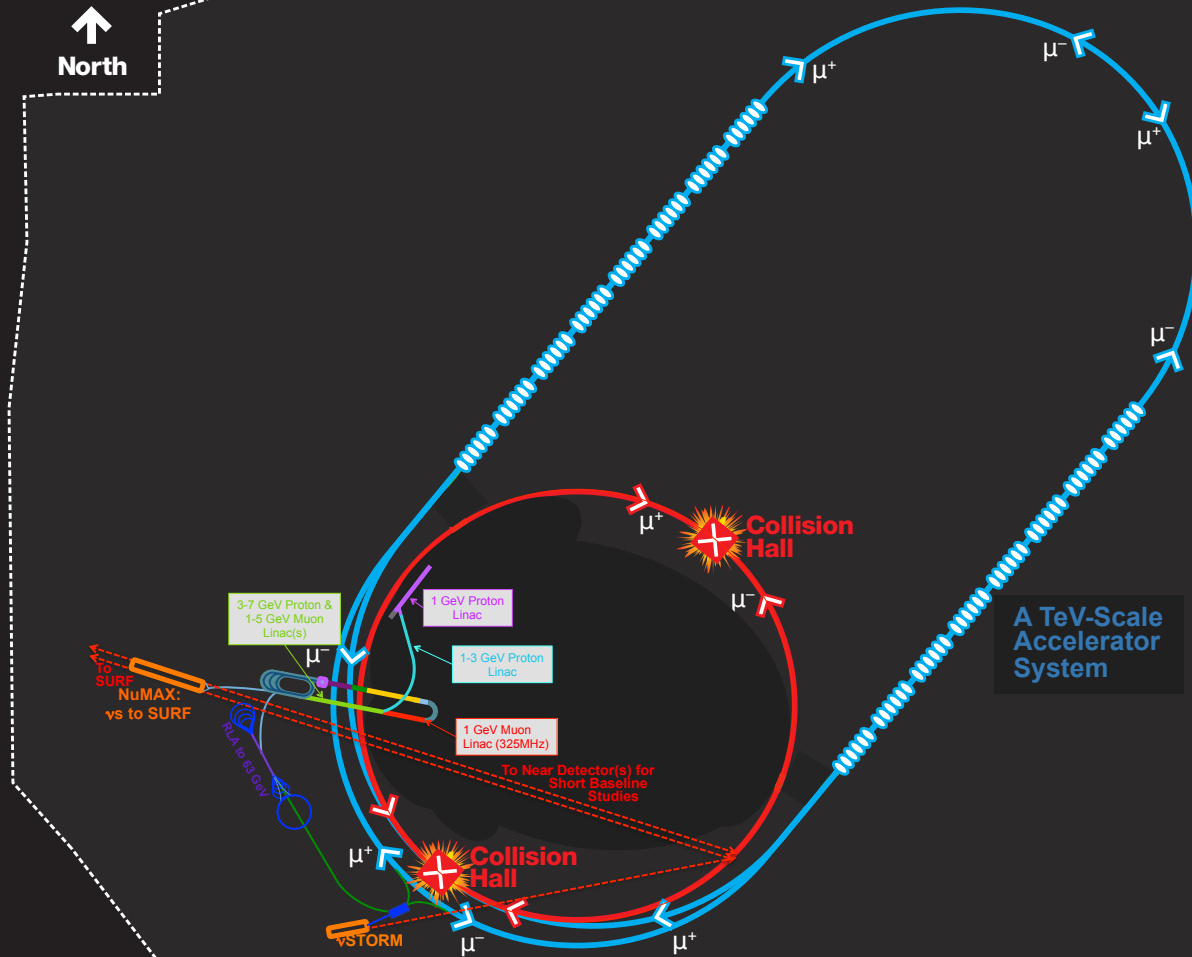 North
μ⁺
μ⁻
μ⁺
μ⁻
μ⁺
Collision
Hall
μ⁻
3-7 GeV Proton &
1-5 GeV Muon
Linac(s)
1 GeV Proton
Linac
A TeV-Scale
Accelerator
System
μ⁻
1-3 GeV Proton
Linac
To
SURF
NuMAX:
νs to SURF
RLA to 63 GeV
1 GeV Muon
Linac (325MHz)
To Near Detector(s) for
Short Baseline
Studies
μ⁺
Collision
Hall
νSTORM
μ⁻
μ⁺